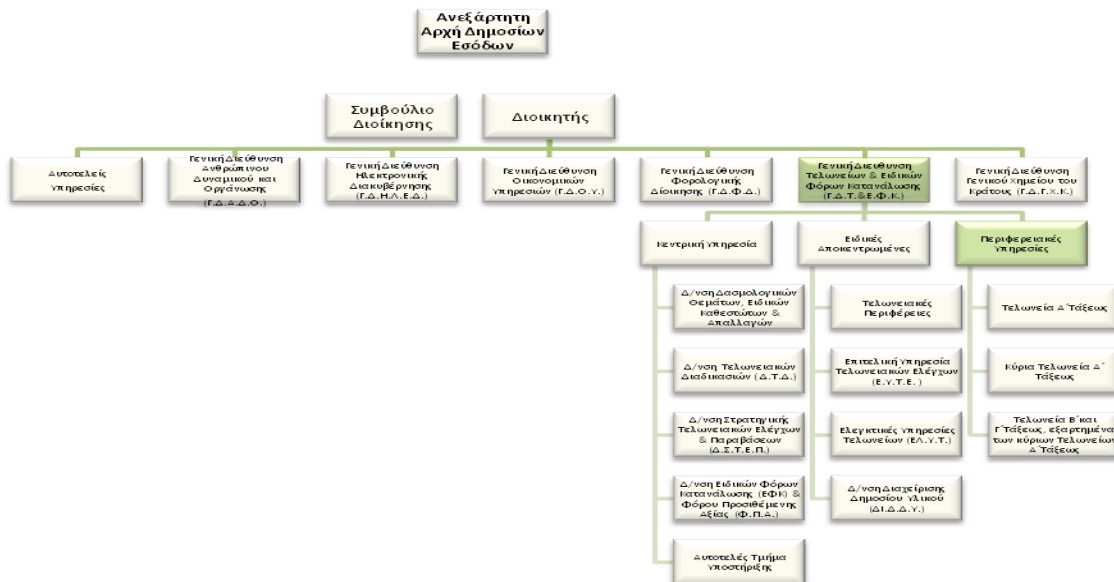 Ανεξάρτητη
Αρχή Δημοσίων
Εσόδων
Συμβούλιο
Διοίκησης
Διοικητής
Αυτοτελείς
Υπηρεσίες
Γενική Διεύθυνση
Ανθρώπινου
Δυναμικού και
Οργάνωσης
(Γ.Δ.Α.Δ.Ο.)
Γενική Διεύθυνση
Ηλεκτρονικής
Διακυβέρνησης
(Γ.Δ.Η.Λ.Ε.Δ.)
Γενική Διεύθυνση
Οικονομικών
Υπηρεσιών (Γ.Δ.Ο.Υ.)
Γενική Διεύθυνση
Φορολογικής
Δίοικησης (Γ.Δ.Φ.Δ.)
Γενική Διευθυνση
Τελωνείων & Ειδικών
Φόρων Κατανάλωσης
(Γ.Δ.Τ.&Ε.Φ.Κ.)
Γενική Διεύθυνση
Γενικού Χημείου του
Κράτους (Γ.Δ.Γ.Χ.Κ.)
Κεντρική Υπηρεσία
Ειδικές
Αποκεντρωμένες
Περιφερειακές
Υπηρεσίες
Δ/νση Δασμολογικών
Θεμάτων, Ειδικών
Καθεστώτων &
Απαλλαγών
Δ/νση Τελωνειακών
Διαδικασιών (Δ.Τ.Δ.)
Δ/νση Στρατηγικής
Τελωνειακών Ελέγχων
& Παραβάσεων
(Δ.Σ.Τ.Ε.Π.)
Δ/νση Ειδικών Φόρων
Κατανάλωσης (ΕΦΚ) &
Φόρου Προσιθέμενης
Αξίας (Φ.Π.Α.)
Αυτοτελές Τμήμα
Υποστήριξης
Τελωνειακές
Περιφέρειες
Επιτελική Υπηρεσία
Τελωνειακών Ελέγχων
(Ε.Υ.Τ.Ε. )
Ελεγκτικές Υπηρεσίες
Τελωνείων (ΕΛ.Υ.Τ.)
Δ/νση Διαχείρισης
Δημοσίου Υλικού
(ΔΙ.Δ.Δ.Υ.)
Τελωνεία Α΄Τάξεως
Κύρια Τελωνεία Α΄
Τάξεως
Τελωνεία Β΄και
Γ΄Τάξεως, εξαρτημένα
των κύριων Τελωνείων
Α΄Τάξεως